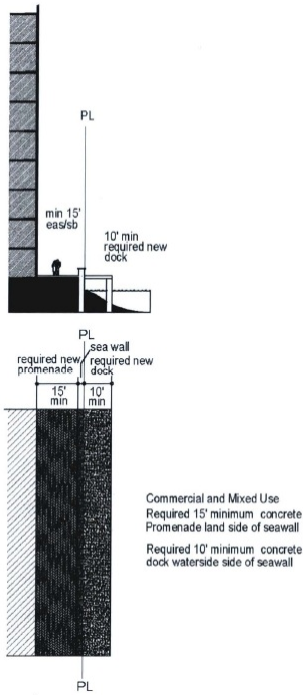 PL
min 15'
eas/sb
10' min
required new
dock
PL
sea wall
required new
promenade
required new
dock
15'
min
10'
min
Commercial and Mixed Use
Required 15' minimum concrete
Promenade land side of seawall
Required 10' minimum concrete
dock waterside side of seawall
PL